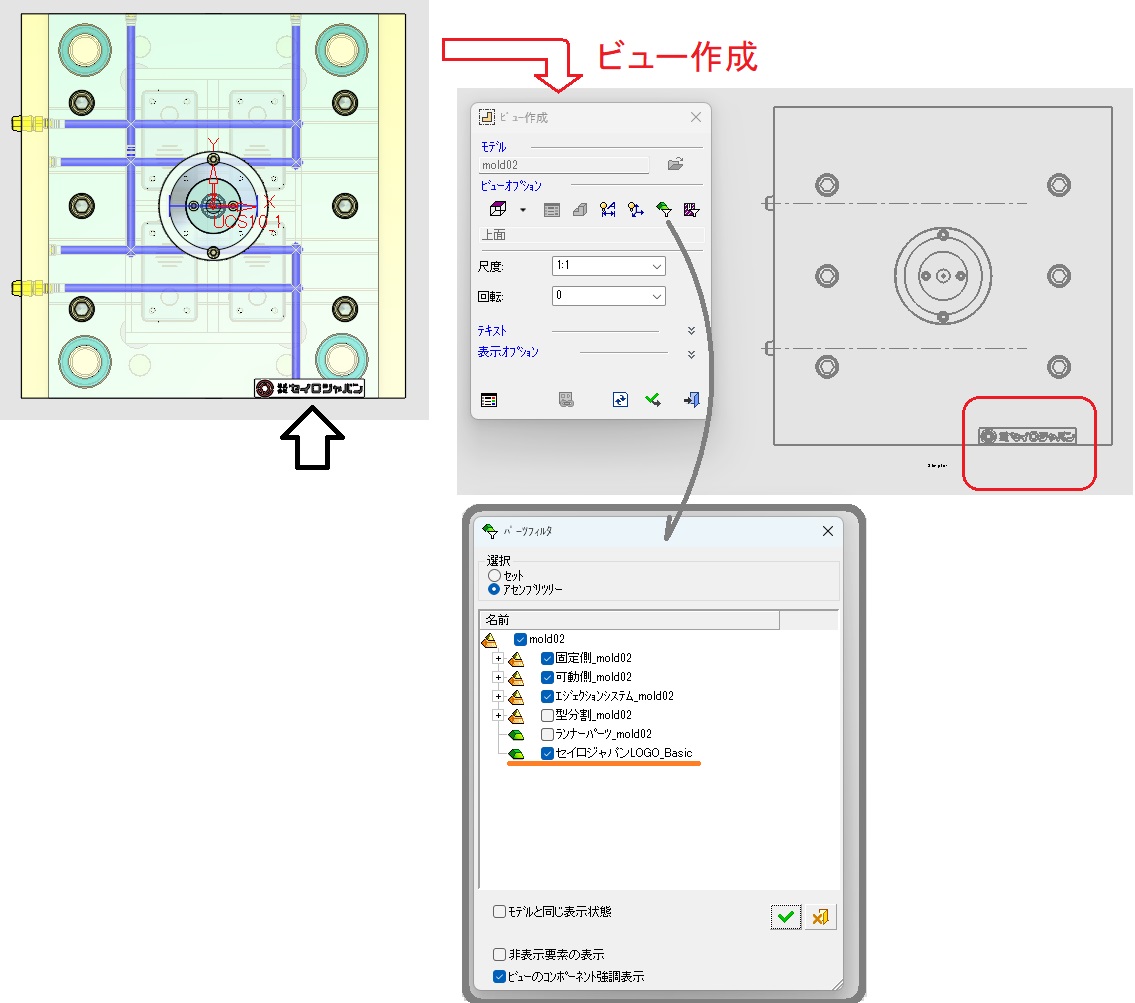 Y
X
UCS10_1
セイロジャパン
ビュー作成
ビュー作成
モデル
mold02
ビューオプション
上面
尺度:
1:1
回転:
0
テキスト
表示オプション
セイロジャパン
パーツフィルタ
選択
セット
アセンブリツリー
名前
mold02
固定側_mold02
可動側_mold02
エジェクションシステム_mold02
型分割_mold02
ランナーパーツ_mold02
セイロジャパンLOGO_Basic
モデルと同じ表示状態
非表示要素の表示
ビューのコンポーネント強調表示